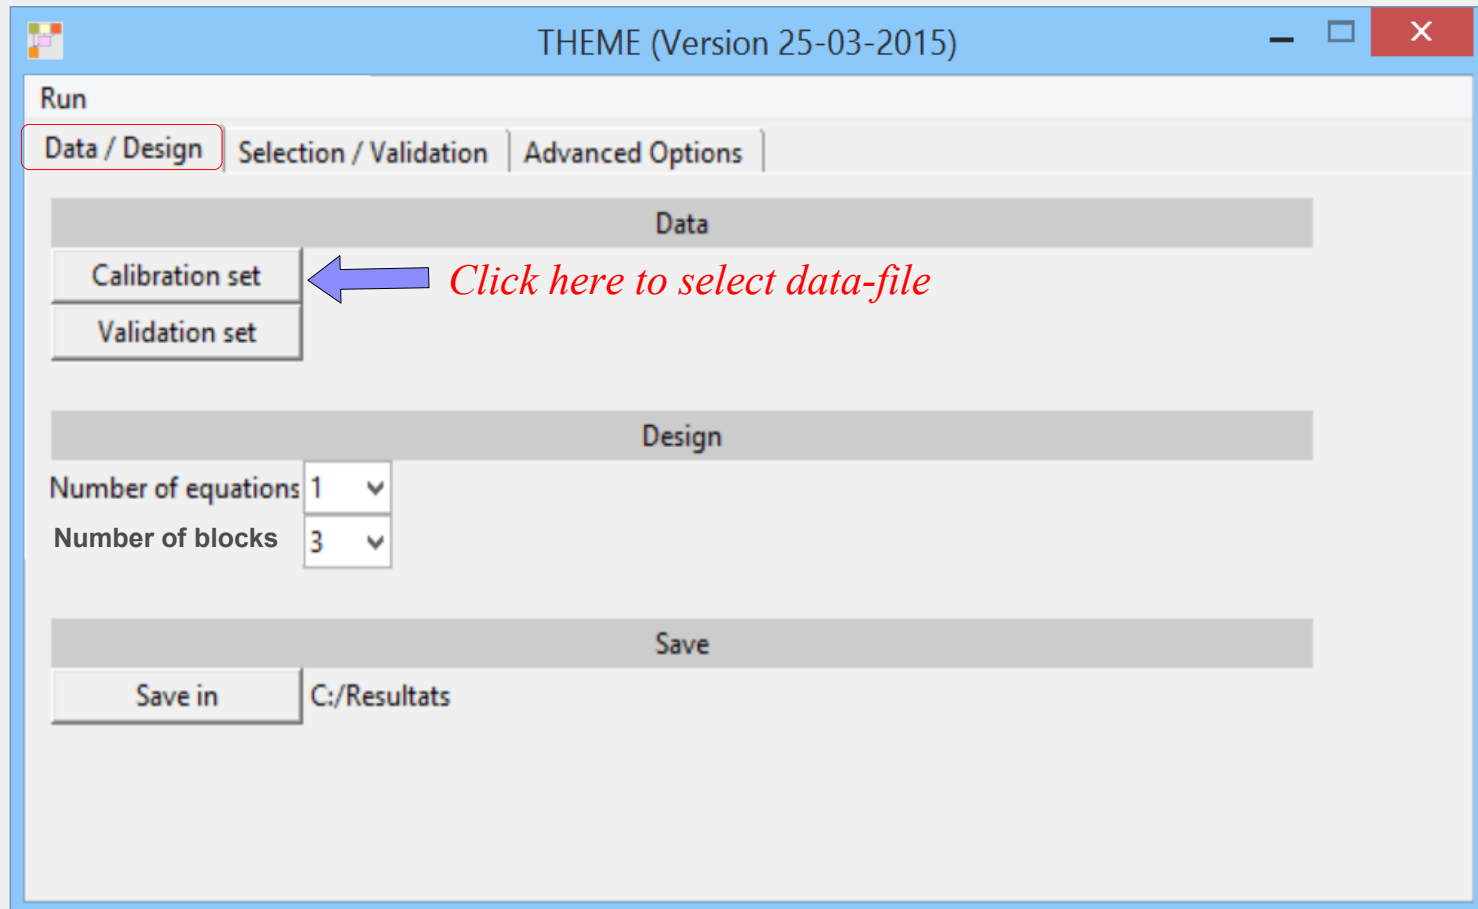 THEME (Version 25-03-2015)
Run
Data / Design Selection / Validation Advanced Options
Data
Calibration set Click here to select data-file
Validation set
Design
Number of equations 1
Number of blocks 3
Save
Save in C:/Resultats